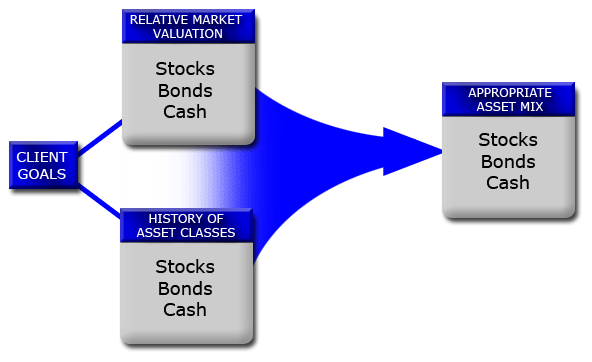 RELATIVE MARKET
VALUATION
Stocks
Bonds
Cash
CLIENT
GOALS
HISTORY OF
ASSET CLASSES
Stocks
Bonds
Cash
APPROPRIATE
ASSET MIX
Stocks
Bonds
Cash